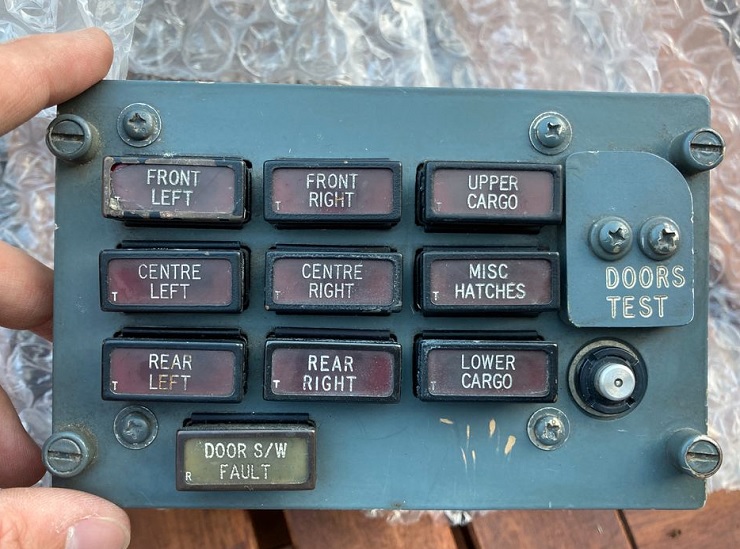 FRONT
LEFT
T
FRONT
RIGHT
T
UPPER
CARGO
CENTRE
LEFT
T
CENTRE
RIGHT
T
MISC
HATCHES
T
DOORS
TEST
REAR
LEFT
T
REAR
RIGHT
T
LOWER
CARGO
T
DOOR S/W
FAULT
R